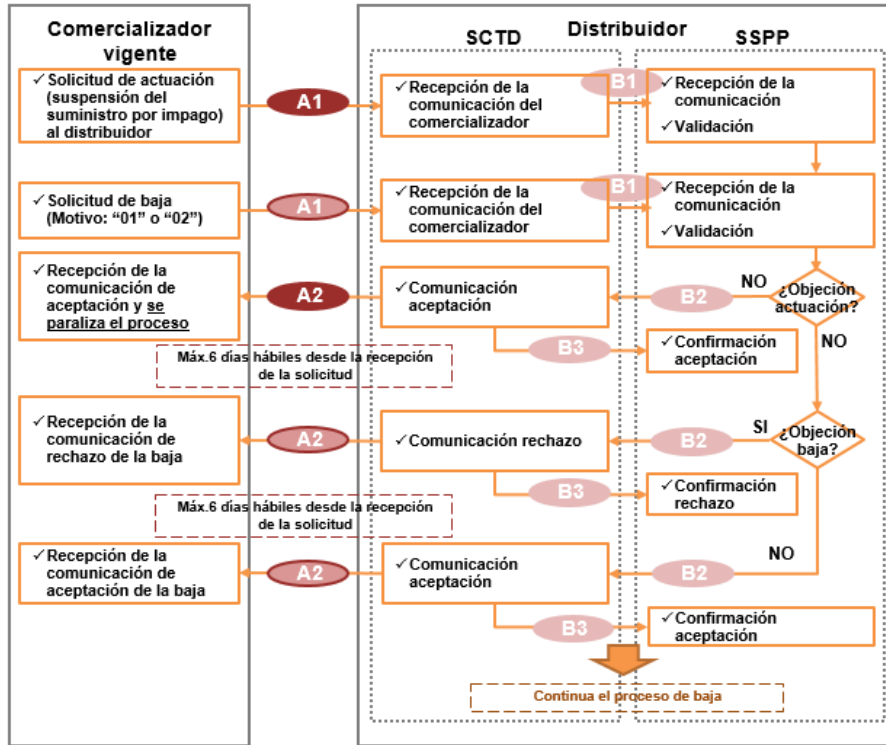 Comercializador
vigente
Distribuidor
SCTD
SSPP
✓ Solicitud de actuación
(suspensión del
suministro por impago)
al distribuidor
A1
✓ Recepción de la
comunicación del
comercializador
B1
✓ Recepción de la
comunicación
✓ Validación
✓ Solicitud de baja
(Motivo: “01” o “02”)
A1
✓ Recepción de la
comunicación del
comercializador
B1
✓ Recepción de la
comunicación
✓ Validación
✓ Recepción de la
comunicación de
aceptación y se
paraliza el proceso
A2
✓ Comunicación
aceptación
B2
NO
¿Objeción
actuación?
NO
B3
✓ Confirmación
aceptación
Máx.6 días hábiles desde la recepción
de la solicitud
✓ Recepción de la
comunicación de
rechazo de la baja
A2
✓ Comunicación rechazo
B2
SI
¿Objeción
baja?
B3
✓ Confirmación
rechazo
Máx.6 días hábiles desde la recepción
de la solicitud
NO
✓ Recepción de la
comunicación de
aceptación de la baja
A2
✓ Comunicación
aceptación
B2
B3
✓ Confirmación
aceptación
Continua el proceso de baja